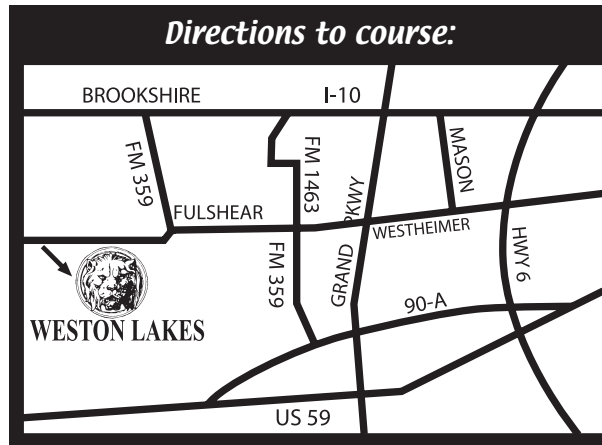 Directions to course:
BROOKSHIRE
I-10
FM 359
FM 1463
MASON
FULSHEAR
GRAND PKWY
WESTHEIMER
HWY 6
FM 359
90-A
WESTON LAKES
US 59